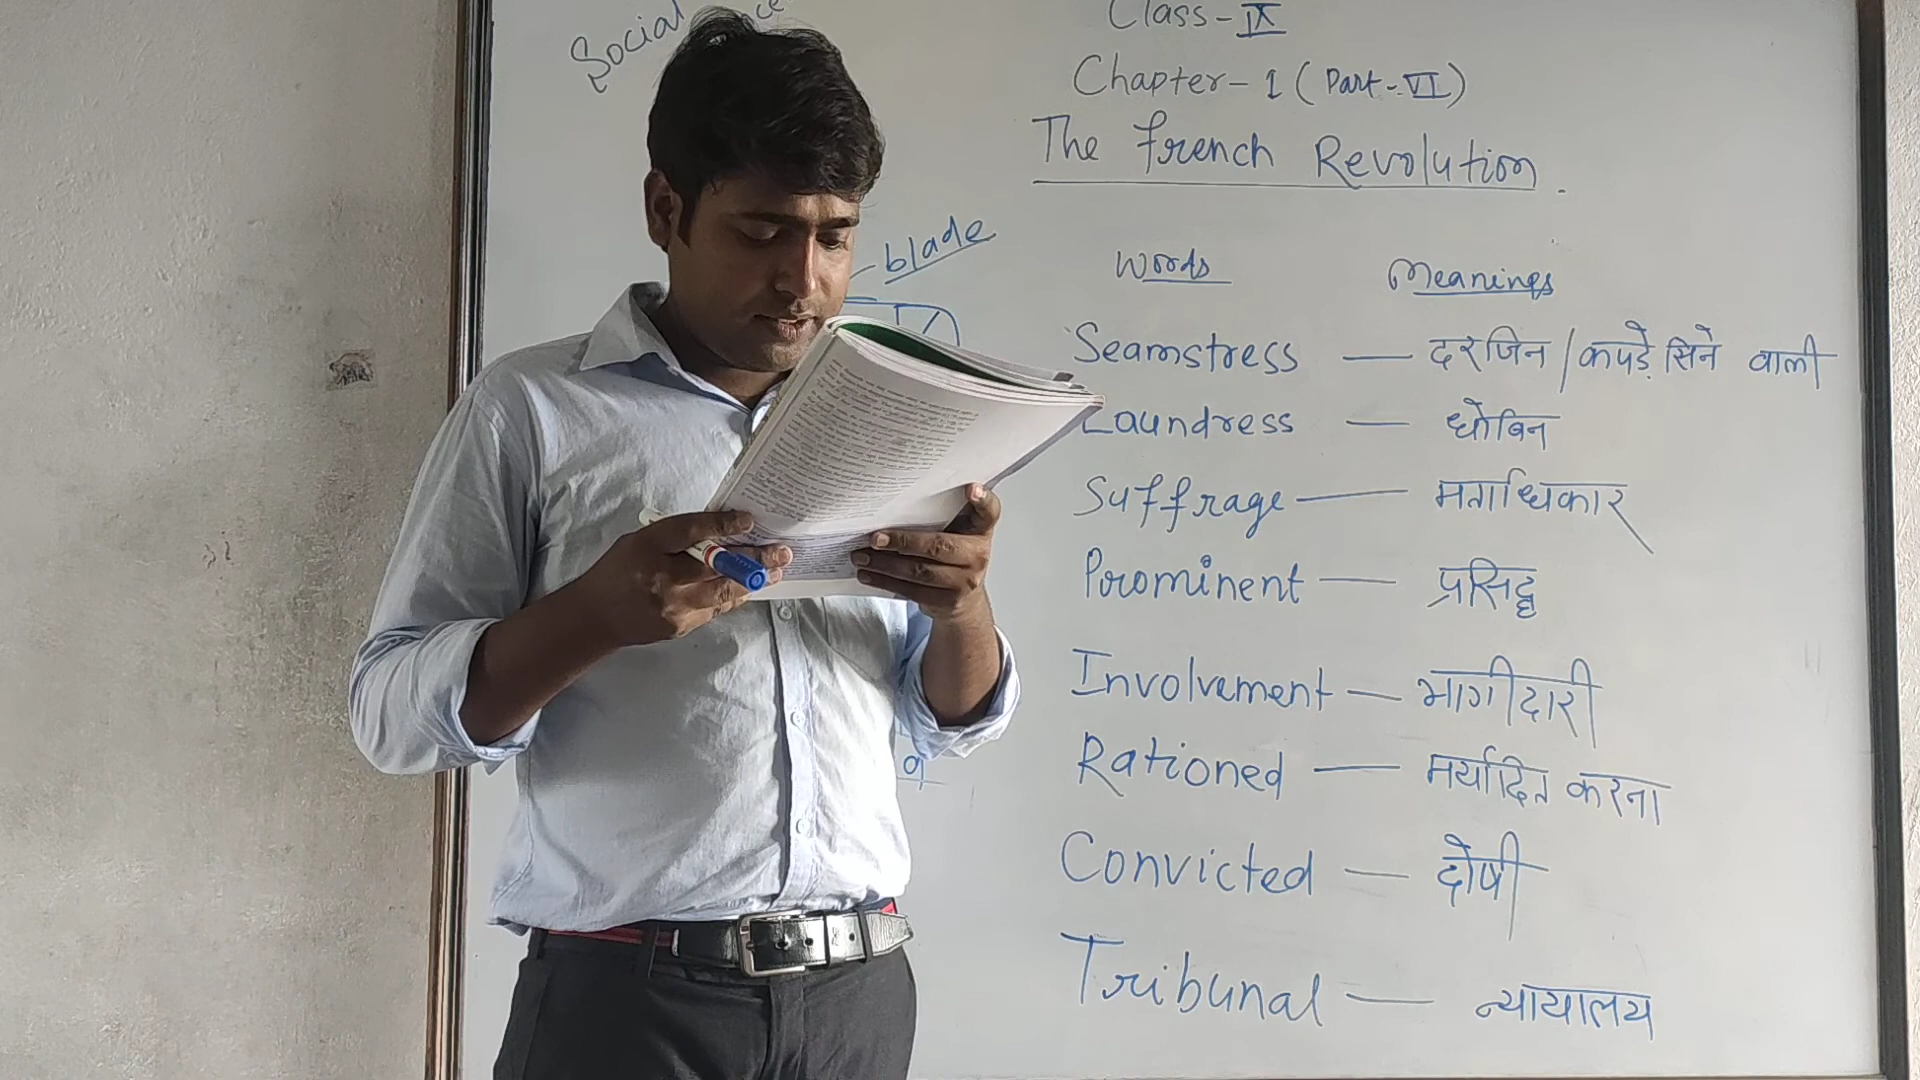 Social
Class-IX
Chapter-1 (Part-VI)
The French Revolution.
blade
Words Meanings
Seamstress — दरजिन/कपड़े सिने वाली
Laundress — धोबिन
Suffrage — मताधिकार
Prominent — प्रसिद्ध
Involvement — भागीदारी
Rationed — मर्यादित करना
Convicted — दोषी
Tribunal — न्यायालय